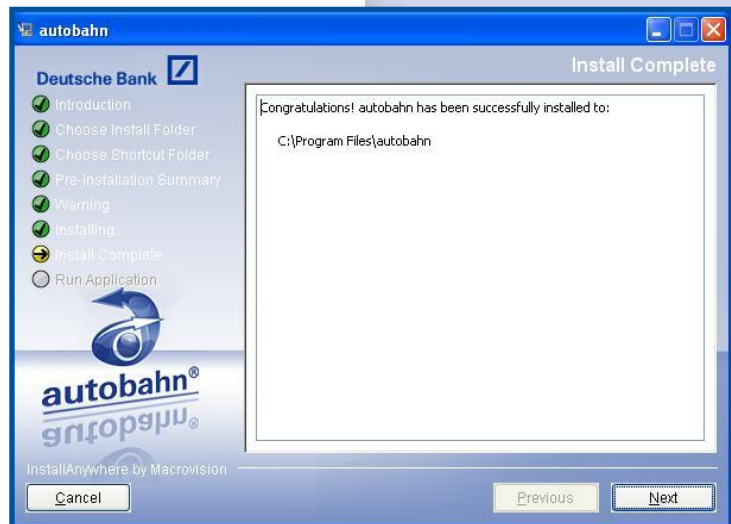 autobahn
Deutsche Bank
Install Complete
Introduction
Choose Install Folder
Choose Shortcut Folder
Pre-Installation Summary
Warning
Installing...
Install Complete
Run Application
Congratulations! autobahn has been successfully installed to:
C:\Program Files\autobahn
autobahn®
InstallAnywhere by Macrovision
Cancel
Previous
Next